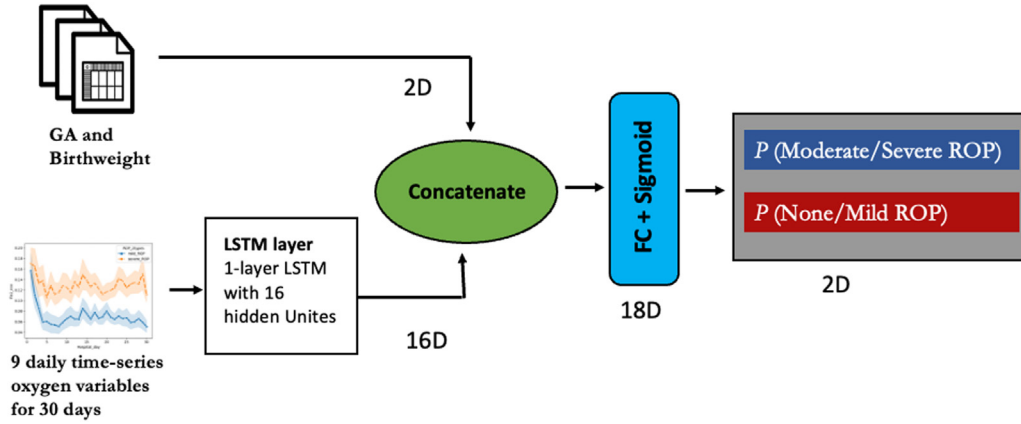 GA and
Birthweight
2D
Concatenate
FC + Sigmoid
18D
P (Moderate/Severe ROP)
P (None/Mild ROP)
2D
LSTM layer
1-layer LSTM
with 16
hidden Unites
16D
9 daily time-series
oxygen variables
for 30 days